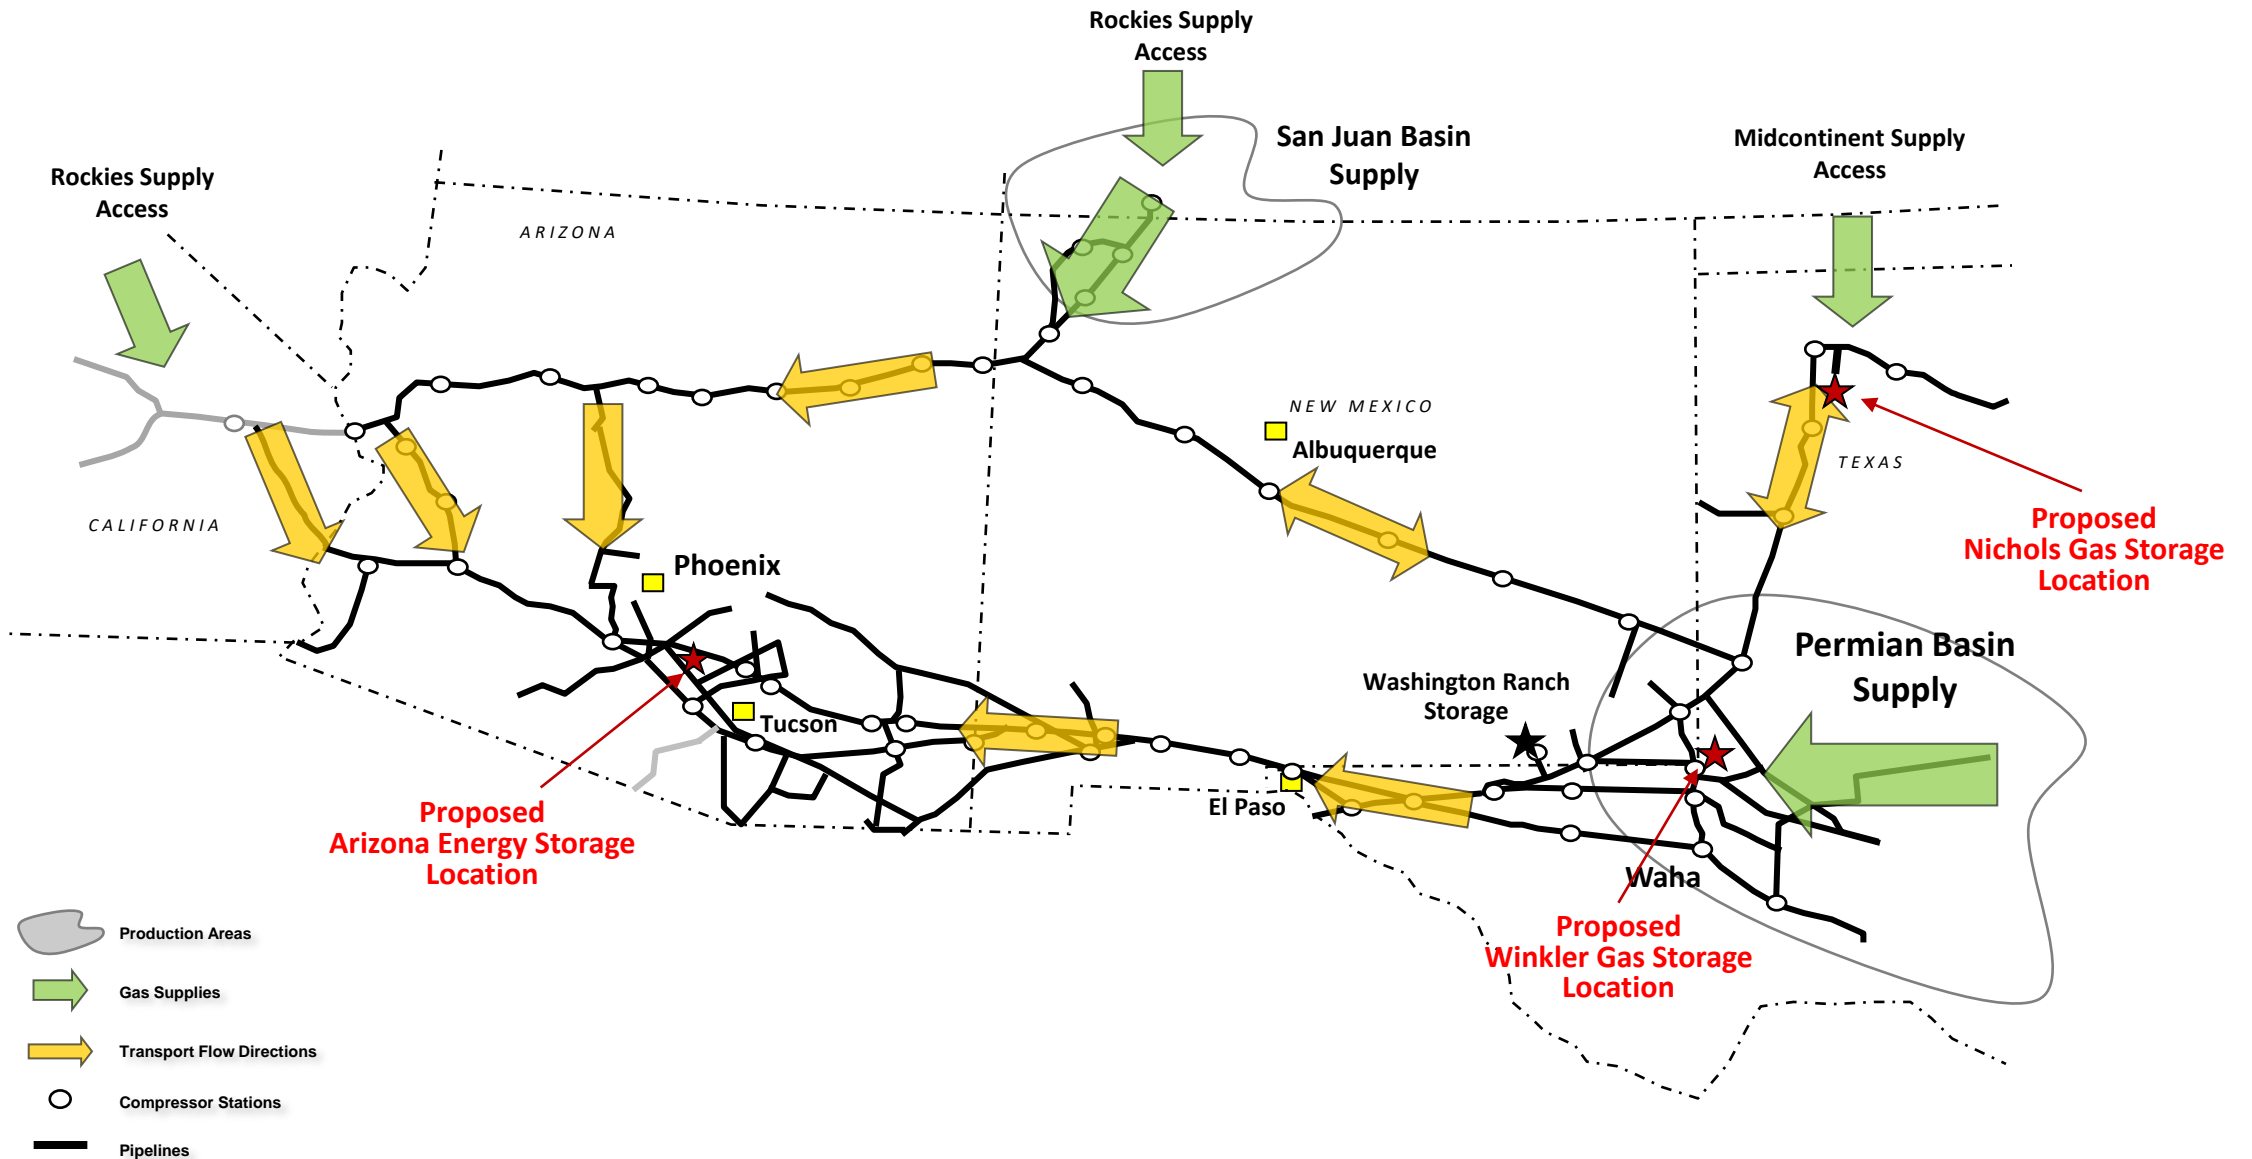 Rockies Supply
Access
San Juan Basin
Supply
Midcontinent Supply
Access
Rockies Supply
Access
ARIZONA
NEW MEXICO
Albuquerque
TEXAS
CALIFORNIA
Proposed
Nichols Gas Storage
Location
Phoenix
Permian Basin
Supply
Washington Ranch
Storage
Tucson
El Paso
Proposed
Arizona Energy Storage
Location
Waha
Proposed
Winkler Gas Storage
Location
Production Areas
Gas Supplies
Transport Flow Directions
Compressor Stations
Pipelines